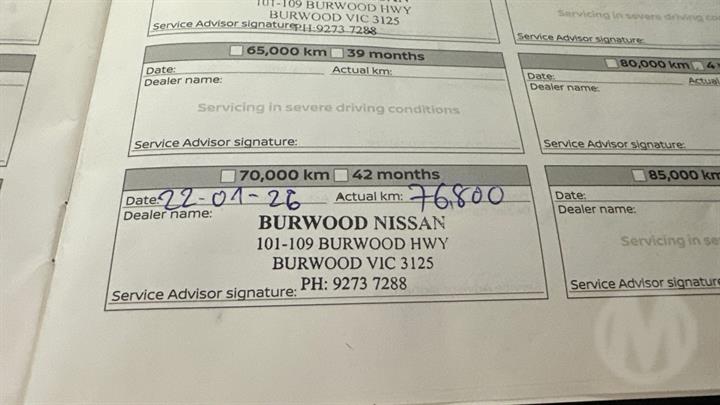 101-109 BURWOOD HWY
BURWOOD VIC 3125
Service Advisor signature: PH:9273 7288
65,000 km 39 months
Date: Actual km:
Dealer name:
Servicing in severe driving conditions
Service Advisor signature:
70,000 km 42 months
Date: 22-01-26 Actual km: 76,800
Dealer name:
BURWOOD NISSAN
101-109 BURWOOD HWY
BURWOOD VIC 3125
Service Advisor signature: PH: 9273 7288
Servicing in severe driving co
Service Advisor signature:
80,000 km 4
Date: Actual
Dealer name:
Service Advisor signature:
85,000 km
Date:
Dealer name:
Servicing in se
Service Advisor signature
M